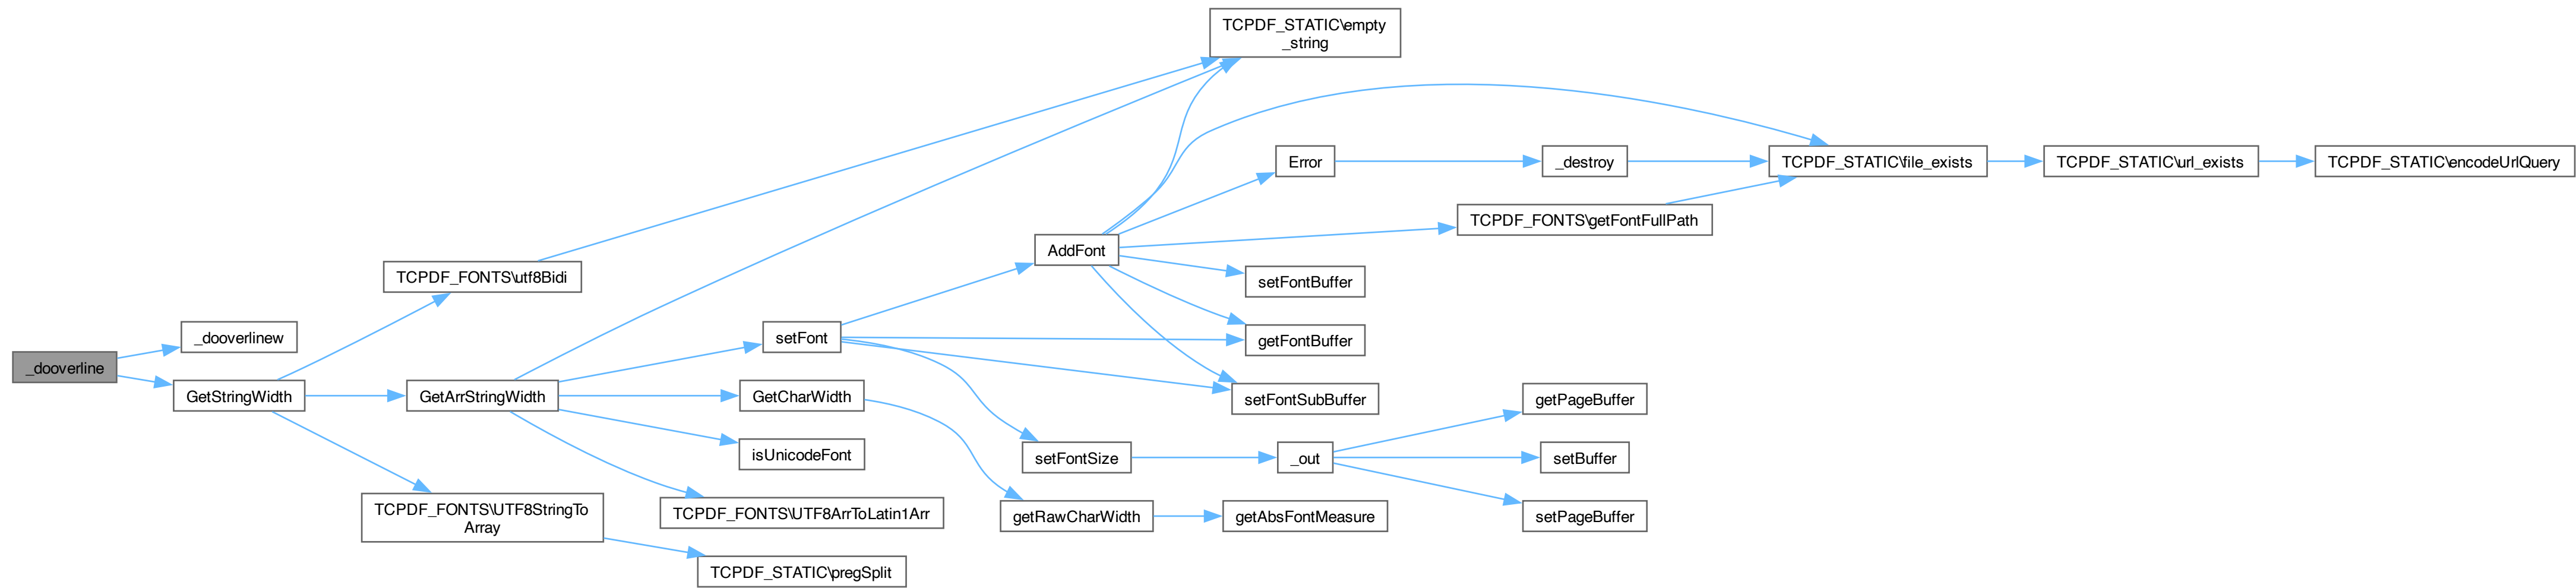 _dooverline
_dooverlinew
GetStringWidth
TCPDF_FONTS\utf8Bidi
GetArrStringWidth
TCPDF_FONTS\UTF8StringTo
Array
setFont
GetCharWidth
isUnicodeFont
TCPDF_FONTS\UTF8ArrToLatin1Arr
TCPDF_STATIC\pregSplit
AddFont
setFontSize
getRawCharWidth
TCPDF_STATIC\empty
_string
Error
setFontBuffer
getFontBuffer
setFontSubBuffer
_out
getAbsFontMeasure
_destroy
TCPDF_FONTS\getFontFullPath
getPageBuffer
setBuffer
setPageBuffer
TCPDF_STATIC\file_exists
TCPDF_STATIC\url_exists
TCPDF_STATIC\encodeUrlQuery